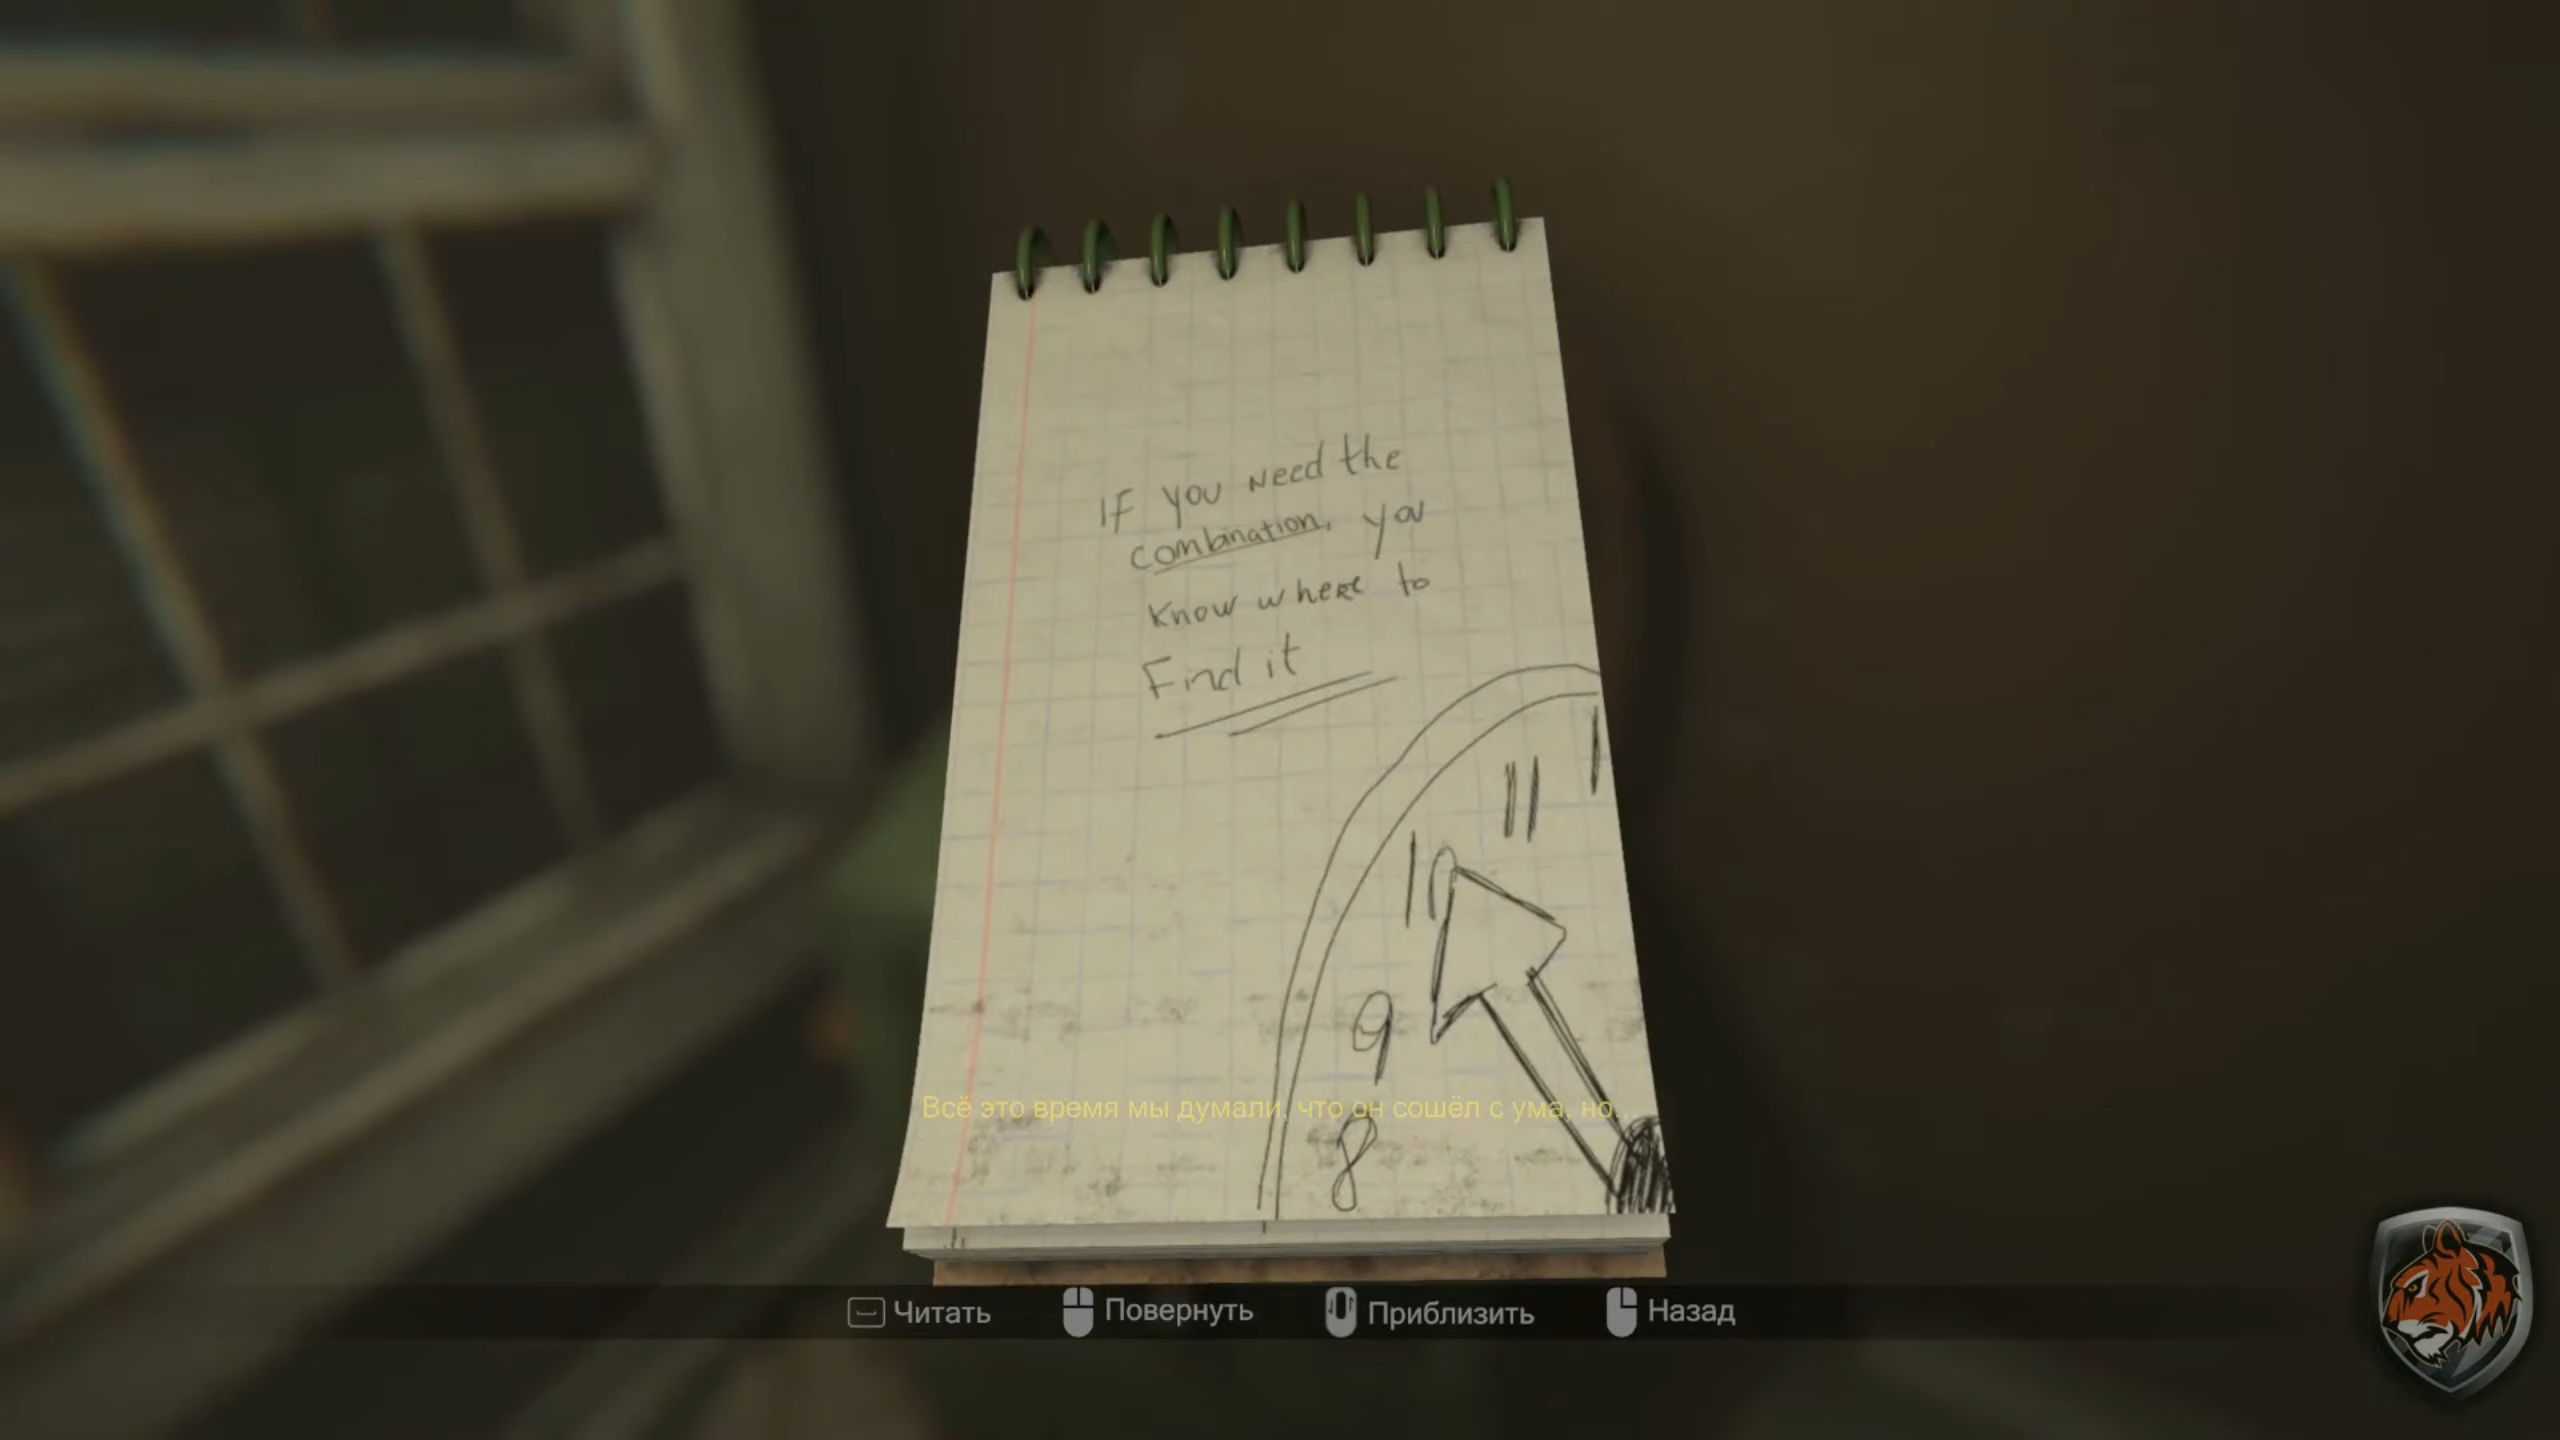 IF you need the
combination, you
know where to
Find it
1
11
10
9
8
Всё это время мы думали, что он сошёл с ума, но...
Читать
Повернуть
Приблизить
Назад